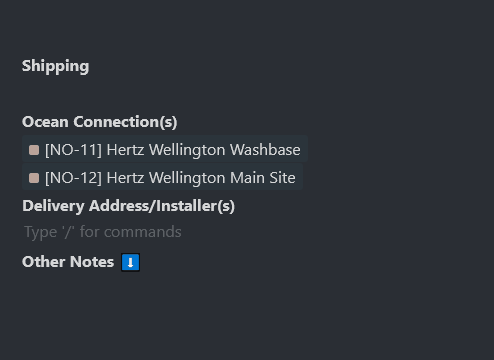 Shipping
Ocean Connection(s)
[NO-11] Hertz Wellington Washbase
[NO-12] Hertz Wellington Main Site
Delivery Address/Installer(s)
Type '/' for commands
Other Notes ⬇